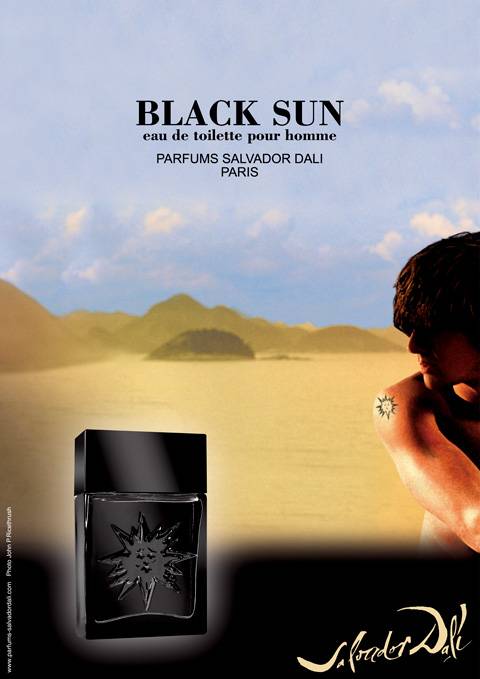 BLACK SUN
eau de toilette pour homme
PARFUMS SALVADOR DALI
PARIS
www.parfums-salvadordali.com Photo John P.Ricethrush
Salvador Dalí